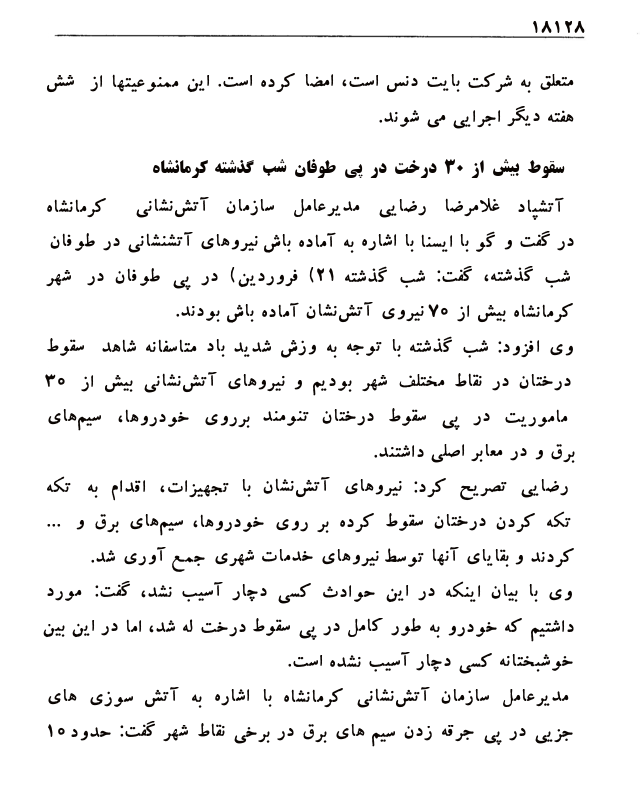 ۱۸۱۲۸
متعلق به شرکت بایت دنس است، امضا کرده است. این ممنوعیتها از شش
هفته دیگر اجرایی می شوند.
سقوط بیش از ۳۰ درخت در پی طوفان شب گذشته کرمانشاه
آتشپاد غلامرضا رضایی مدیرعامل سازمان آتش‌نشانی کرمانشاه
در گفت و گو با ایسنا با اشاره به آماده باش نیروهای آتشنشانی در طوفان
شب گذشته، گفت: شب گذشته ۲۱) فروردین) در پی طوفان در شهر
کرمانشاه بیش از ۷۰ نیروی آتش‌نشان آماده باش بودند.
وی افزود: شب گذشته با توجه به وزش شدید باد متاسفانه شاهد سقوط
درختان در نقاط مختلف شهر بودیم و نیروهای آتش‌نشانی بیش از ۳۰
ماموریت در پی سقوط درختان تنومند برروی خودروها، سیم‌های
برق و در معابر اصلی داشتند.
رضایی تصریح کرد: نیروهای آتش‌نشان با تجهیزات، اقدام به تکه
تکه کردن درختان سقوط کرده بر روی خودروها، سیم‌های برق و ...
کردند و بقایای آنها توسط نیروهای خدمات شهری جمع آوری شد.
وی با بیان اینکه در این حوادث کسی دچار آسیب نشد، گفت: مورد
داشتیم که خودرو به طور کامل در پی سقوط درخت له شد، اما در این بین
خوشبختانه کسی دچار آسیب نشده است.
مدیرعامل سازمان آتش‌نشانی کرمانشاه با اشاره به آتش سوزی های
جزیی در پی جرقه زدن سیم های برق در برخی نقاط شهر گفت: حدود ۱۰